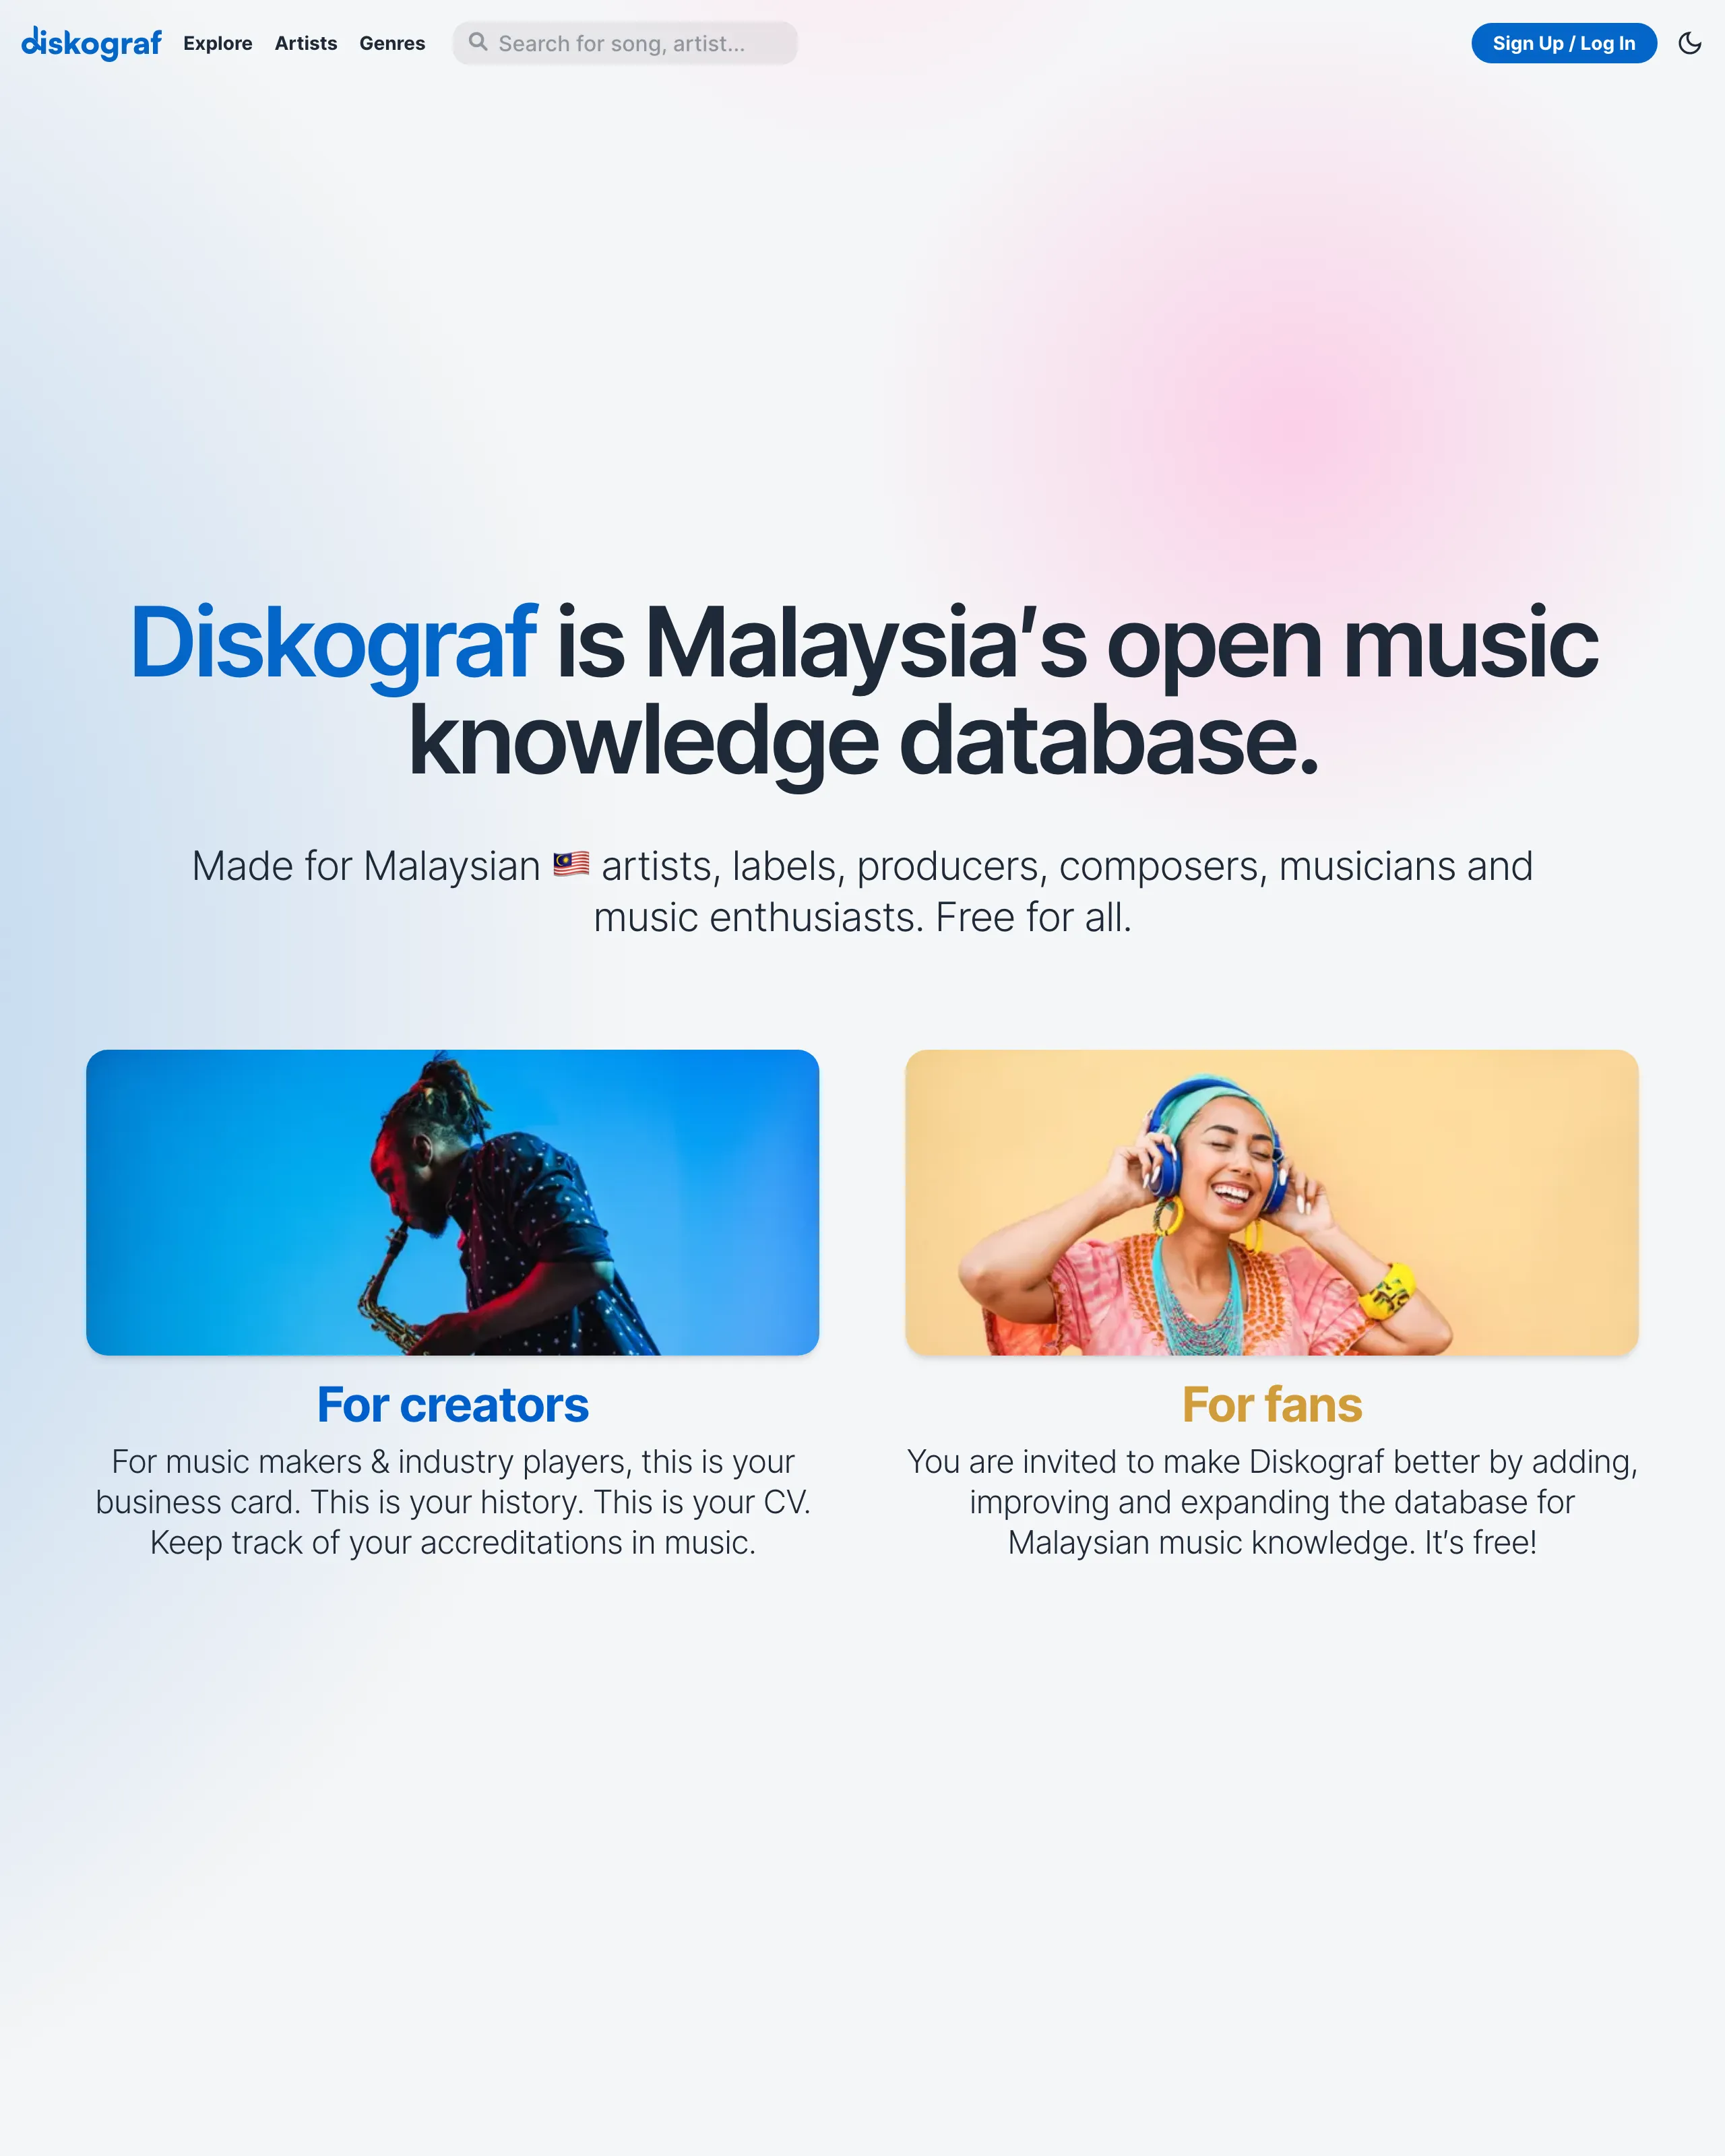 diskograf Explore Artists Genres Search for song, artist... Sign Up / Log In
Diskograf is Malaysia's open music
knowledge database.
Made for Malaysian 🇲🇾 artists, labels, producers, composers, musicians and
music enthusiasts. Free for all.
For creators
For music makers & industry players, this is your
business card. This is your history. This is your CV.
Keep track of your accreditations in music.
For fans
You are invited to make Diskograf better by adding,
improving and expanding the database for
Malaysian music knowledge. It's free!